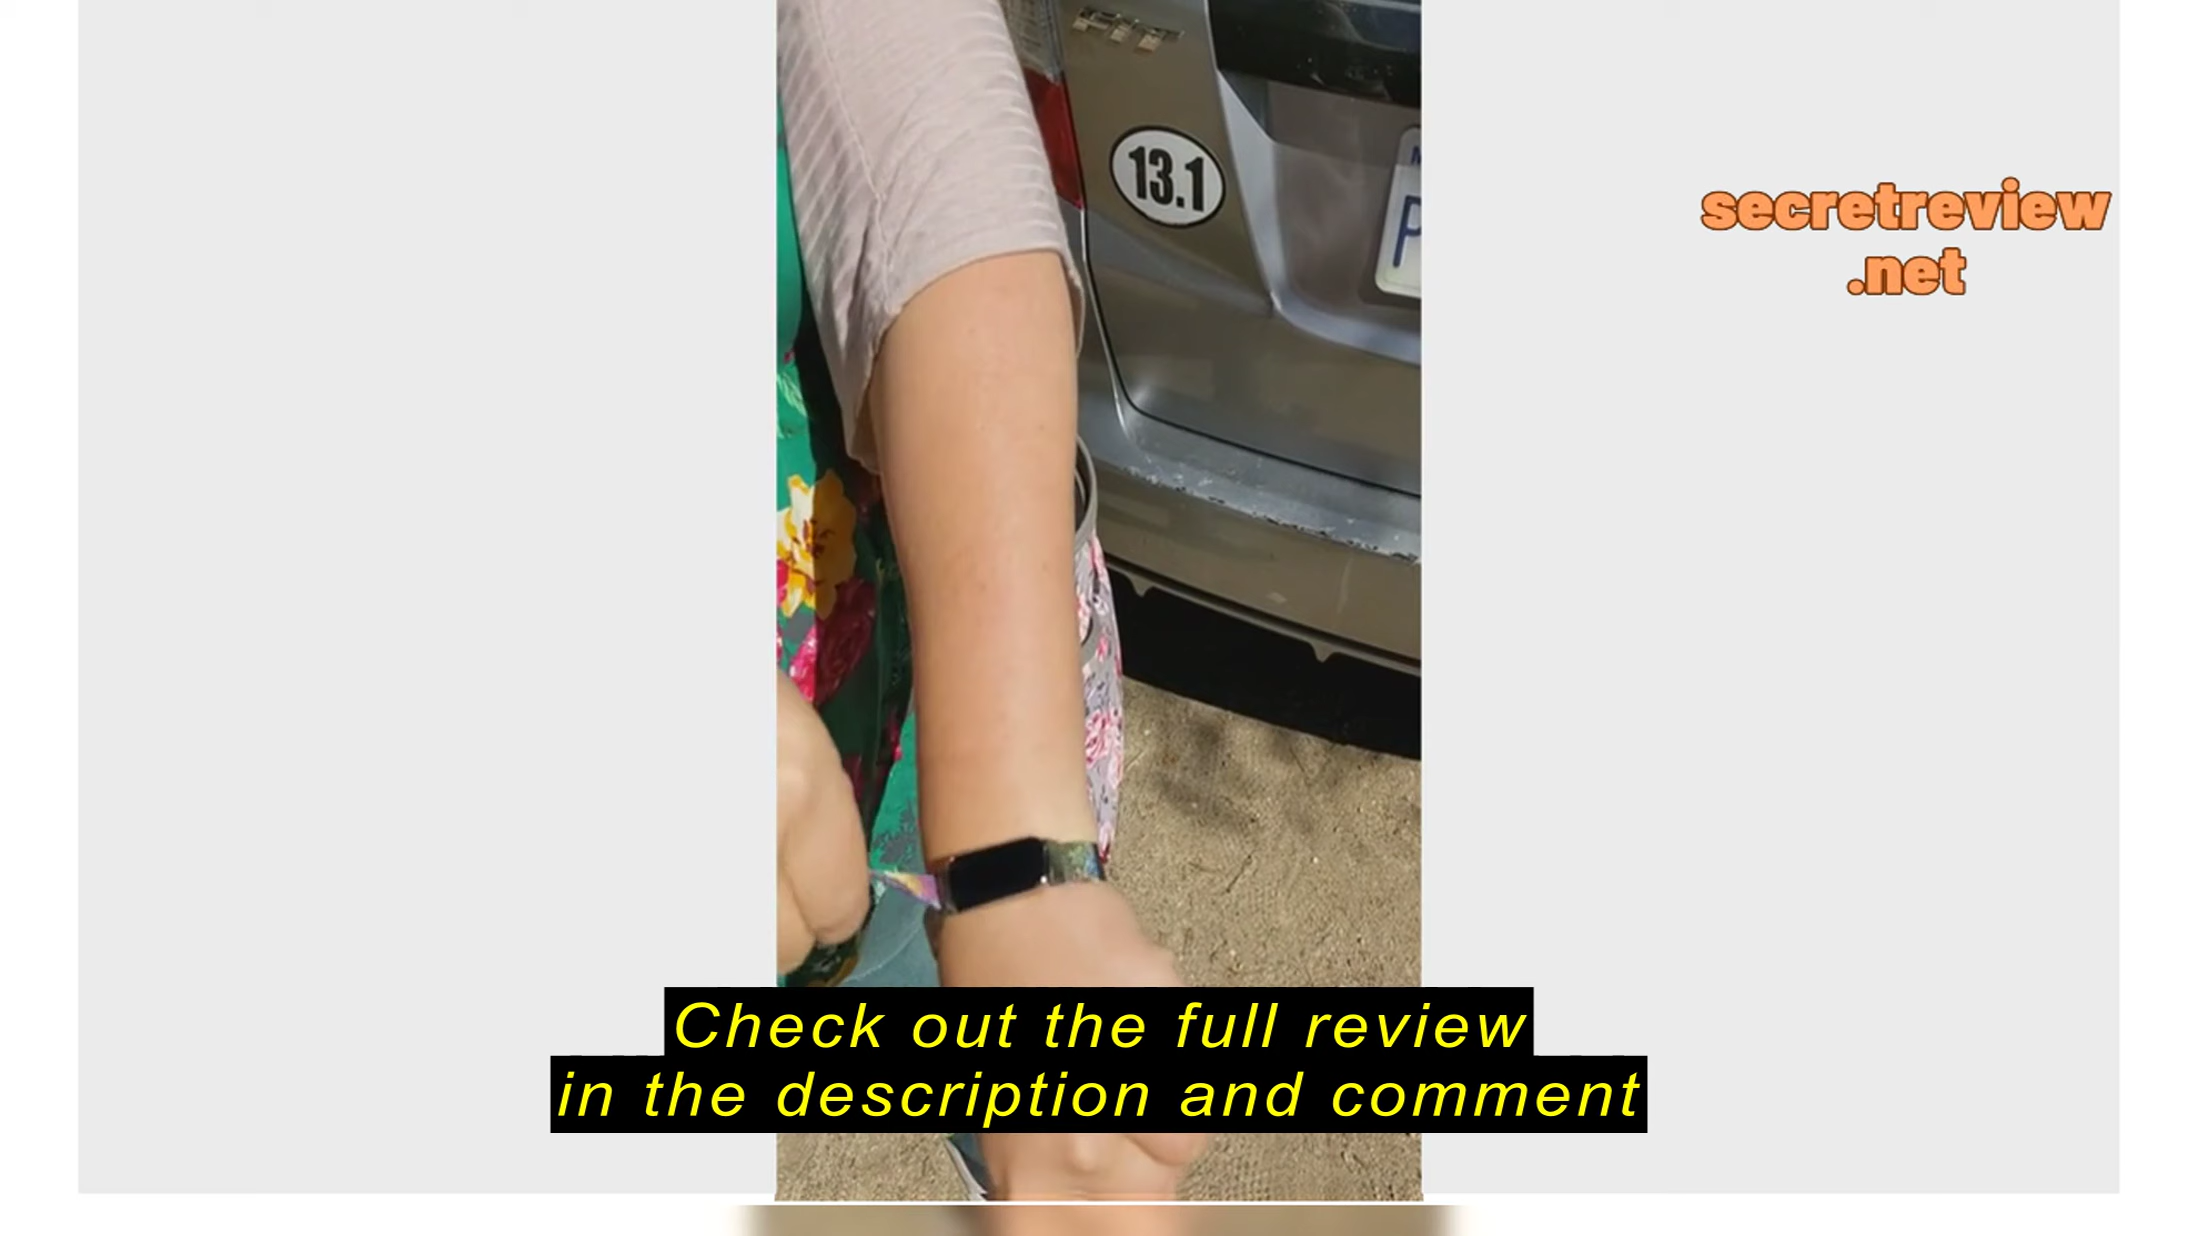 13.1
P
secretreview
.net
Check out the full review
in the description and comment